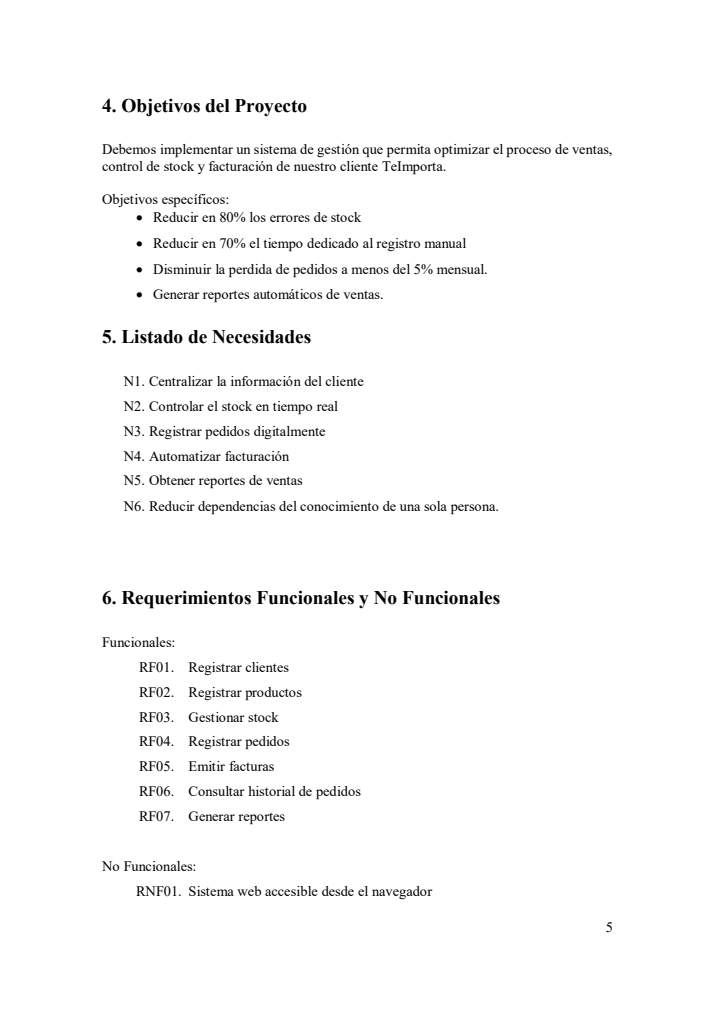 4. Objetivos del Proyecto
Debemos implementar un sistema de gestión que permita optimizar el proceso de ventas,
control de stock y facturación de nuestro cliente TeImporta.
Objetivos específicos:
• Reducir en 80% los errores de stock
• Reducir en 70% el tiempo dedicado al registro manual
• Disminuir la perdida de pedidos a menos del 5% mensual.
• Generar reportes automáticos de ventas.
5. Listado de Necesidades
N1. Centralizar la información del cliente
N2. Controlar el stock en tiempo real
N3. Registrar pedidos digitalmente
N4. Automatizar facturación
N5. Obtener reportes de ventas
N6. Reducir dependencias del conocimiento de una sola persona.
6. Requerimientos Funcionales y No Funcionales
Funcionales:
RF01. Registrar clientes
RF02. Registrar productos
RF03. Gestionar stock
RF04. Registrar pedidos
RF05. Emitir facturas
RF06. Consultar historial de pedidos
RF07. Generar reportes
No Funcionales:
RNF01. Sistema web accesible desde el navegador
5